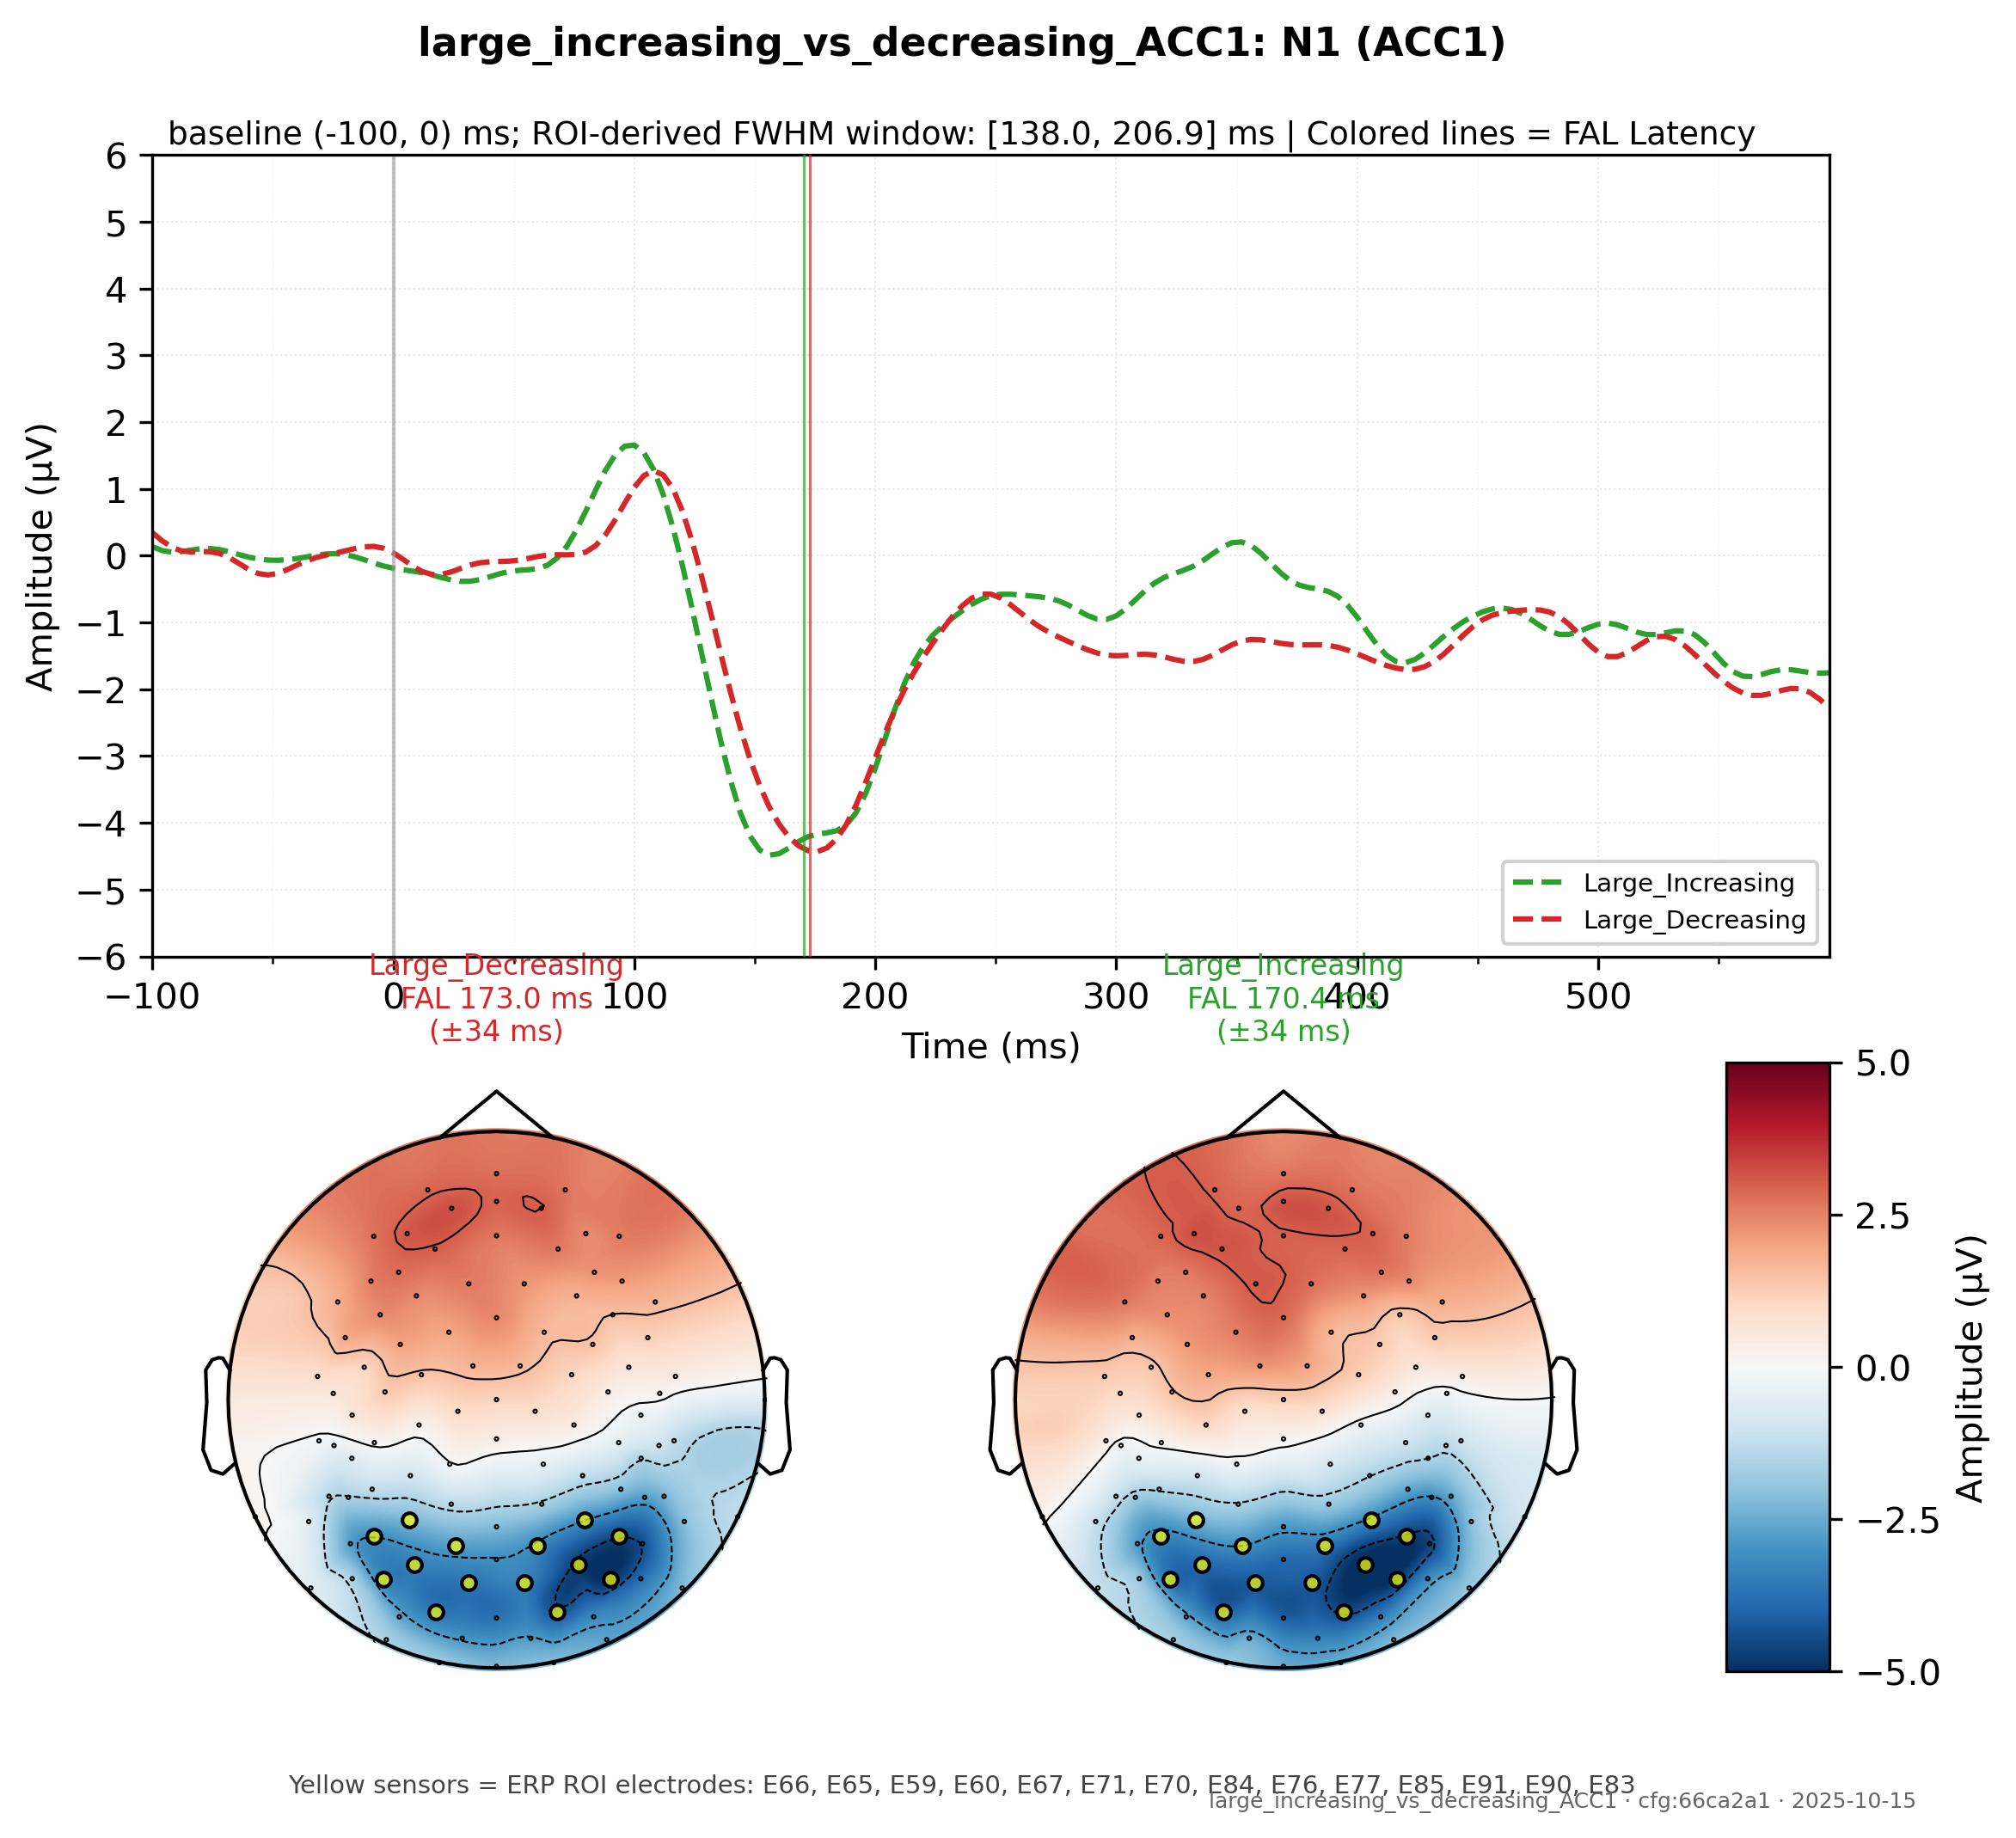 large_increasing_vs_decreasing_ACC1: N1 (ACC1)
baseline (-100, 0) ms; ROI-derived FWHM window: [138.0, 206.9] ms | Colored lines = FAL Latency
6
5
4
3
2
1
0
−1
−2
−3
−4
−5
−6
Amplitude (µV)
Large_Increasing
Large_Decreasing
−100 0 100 200 300 400 500
Time (ms)
Large_Decreasing
FAL 173.0 ms
(±34 ms)
Large_Increasing
FAL 170.4 ms
(±34 ms)
5.0
2.5
0.0
−2.5
−5.0
Amplitude (µV)
Yellow sensors = ERP ROI electrodes: E66, E65, E59, E60, E67, E71, E70, E84, E76, E77, E85, E91, E90, E83
large_increasing_vs_decreasing_ACC1 · cfg:66ca2a1 · 2025-10-15